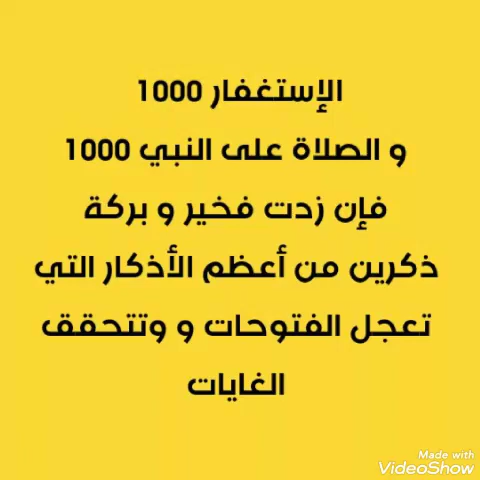 الإستغفار 1000
و الصلاة على النبي 1000
فإن زدت فخير و بركة
ذكرين من أعظم الأذكار التي
تعجل الفتوحات و وتتحقق
الغايات
Made with
VideoShow